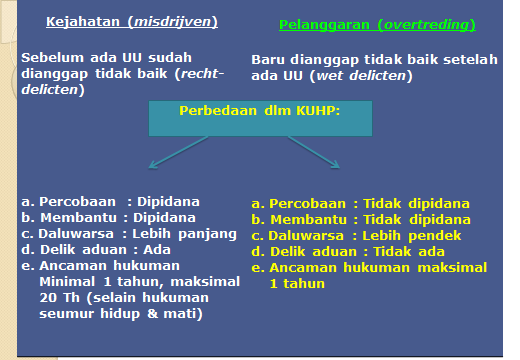 Kejahatan (misdrijven)
Sebelum ada UU sudah
dianggap tidak baik (recht-
delicten)
Pelanggaran (overtreding)
Baru dianggap tidak baik setelah
ada UU (wet delicten)
Perbedaan dlm KUHP:
a. Percobaan : Dipidana
b. Membantu : Dipidana
c. Daluwarsa : Lebih panjang
d. Delik aduan : Ada
e. Ancaman hukuman
Minimal 1 tahun, maksimal
20 Th (selain hukuman
seumur hidup & mati)
a. Percobaan : Tidak dipidana
b. Membantu : Tidak dipidana
c. Daluwarsa : Lebih pendek
d. Delik aduan : Tidak ada
e. Ancaman hukuman maksimal
1 tahun